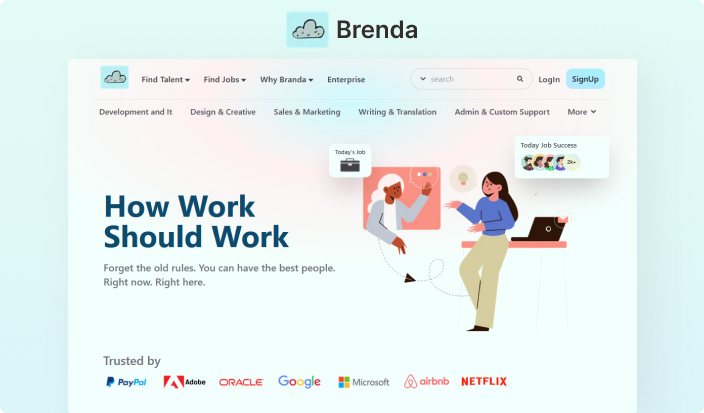 Brenda
Find Talent
Find Jobs
Why Branda
Enterprise
search
LogIn
SignUp
Development and It
Design & Creative
Sales & Marketing
Writing & Translation
Admin & Custom Support
More
Today's Job
Today Job Success
2k+
How Work
Should Work
Forget the old rules. You can have the best people.
Right now. Right here.
Trusted by
PayPal
Adobe
ORACLE
Google
Microsoft
airbnb
NETFLIX